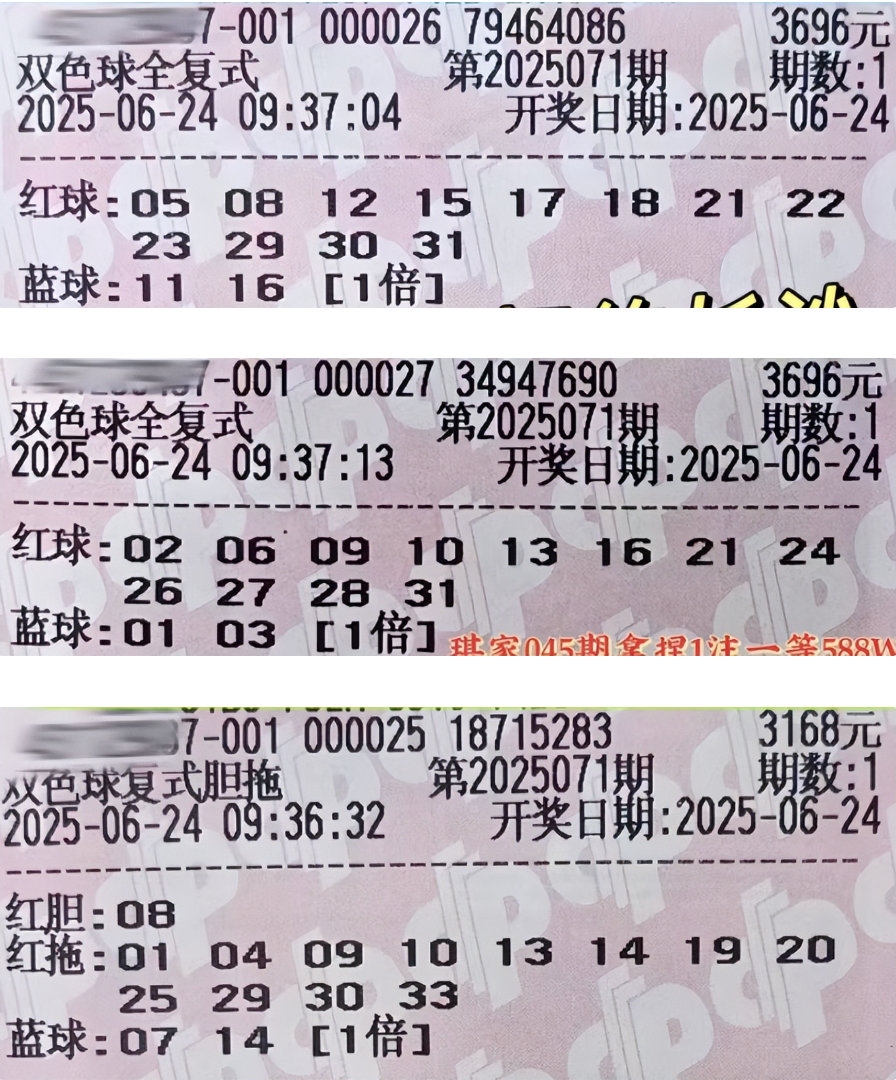 7-001 000026 79464086 3696元
双色球全复式 第2025071期 期数:1
2025-06-24 09:37:04 开奖日期:2025-06-24
红球:05 08 12 15 17 18 21 22
23 29 30 31
蓝球:11 16 [1倍]
7-001 000027 34947690 3696元
双色球全复式 第2025071期 期数:1
2025-06-24 09:37:13 开奖日期:2025-06-24
红球:02 06 09 10 13 16 21 24
26 27 28 31
蓝球:01 03 [1倍]
琪家045期拿捏1注一等588W
7-001 000025 18715283 3168元
双色球复式胆拖 第2025071期 期数:1
2025-06-24 09:36:32 开奖日期:2025-06-24
红胆:08
红拖:01 04 09 10 13 14 19 20
25 29 30 33
蓝球:07 14 [1倍]